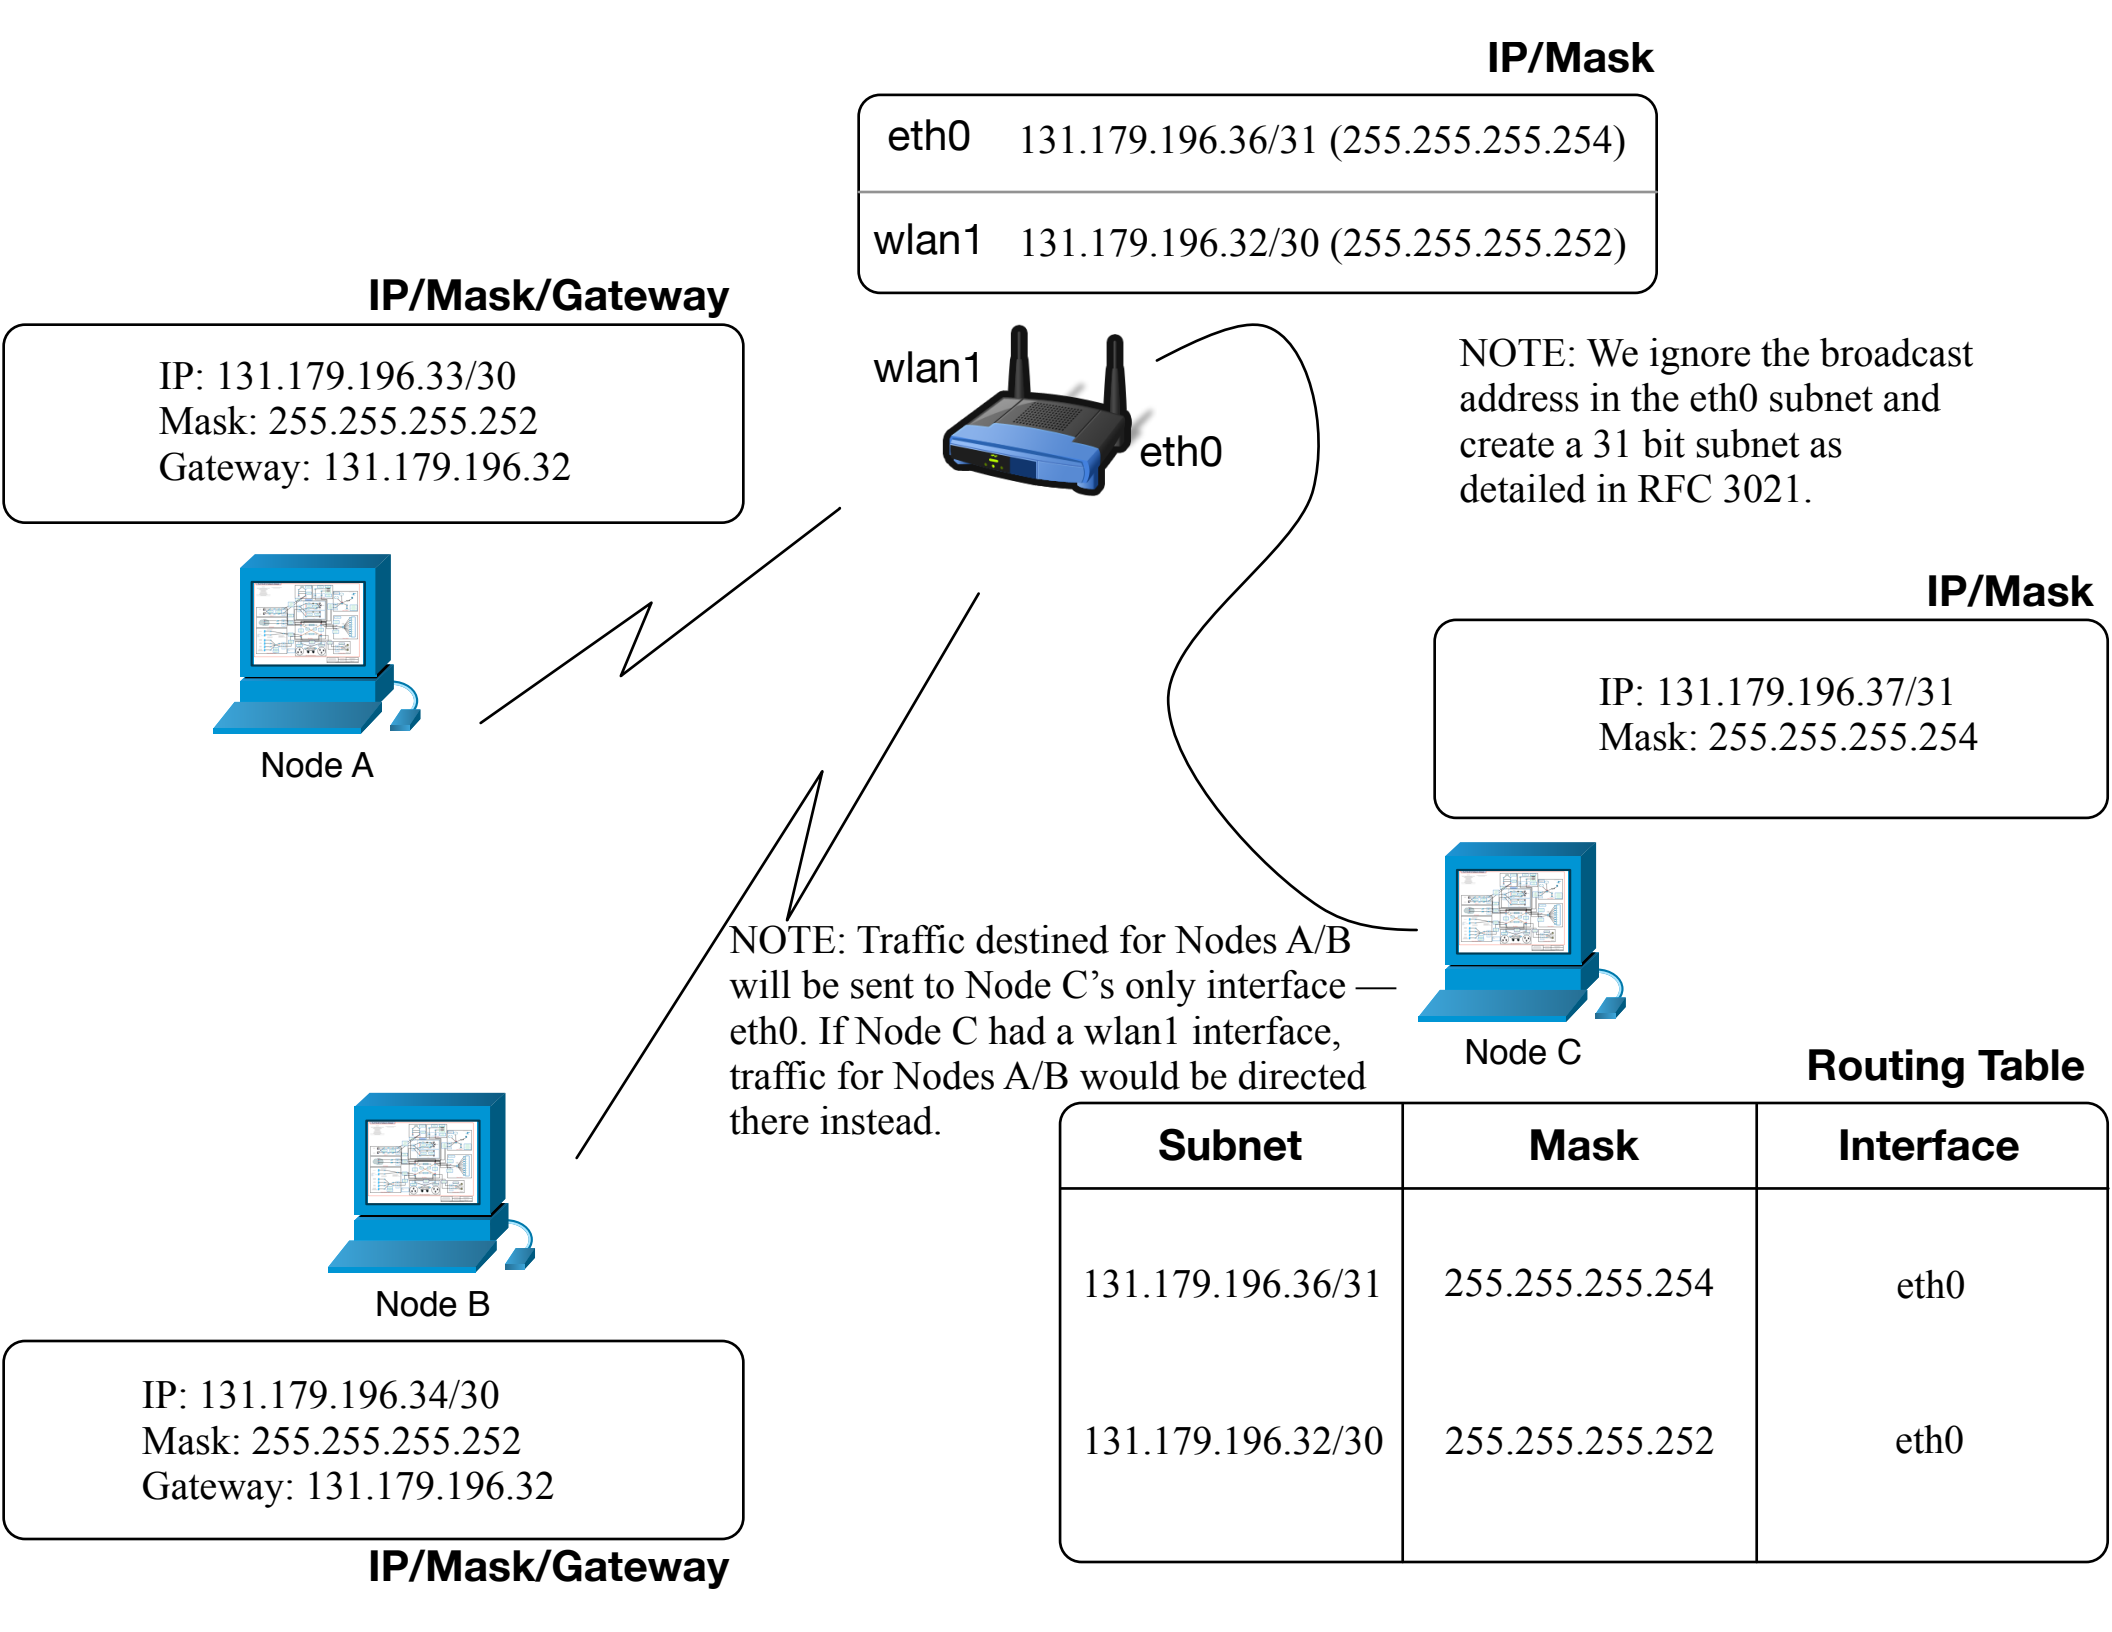 IP/Mask
eth0 131.179.196.36/31 (255.255.255.254)
wlan1 131.179.196.32/30 (255.255.255.252)
IP/Mask/Gateway
IP: 131.179.196.33/30
Mask: 255.255.255.252
Gateway: 131.179.196.32
wlan1
eth0
NOTE: We ignore the broadcast
address in the eth0 subnet and
create a 31 bit subnet as
detailed in RFC 3021.
Node A
IP/Mask
IP: 131.179.196.37/31
Mask: 255.255.255.254
Node C
NOTE: Traffic destined for Nodes A/B
will be sent to Node C’s only interface —
eth0. If Node C had a wlan1 interface,
traffic for Nodes A/B would be directed
there instead.
Routing Table
Subnet Mask Interface
131.179.196.36/31 255.255.255.254 eth0
131.179.196.32/30 255.255.255.252 eth0
Node B
IP: 131.179.196.34/30
Mask: 255.255.255.252
Gateway: 131.179.196.32
IP/Mask/Gateway